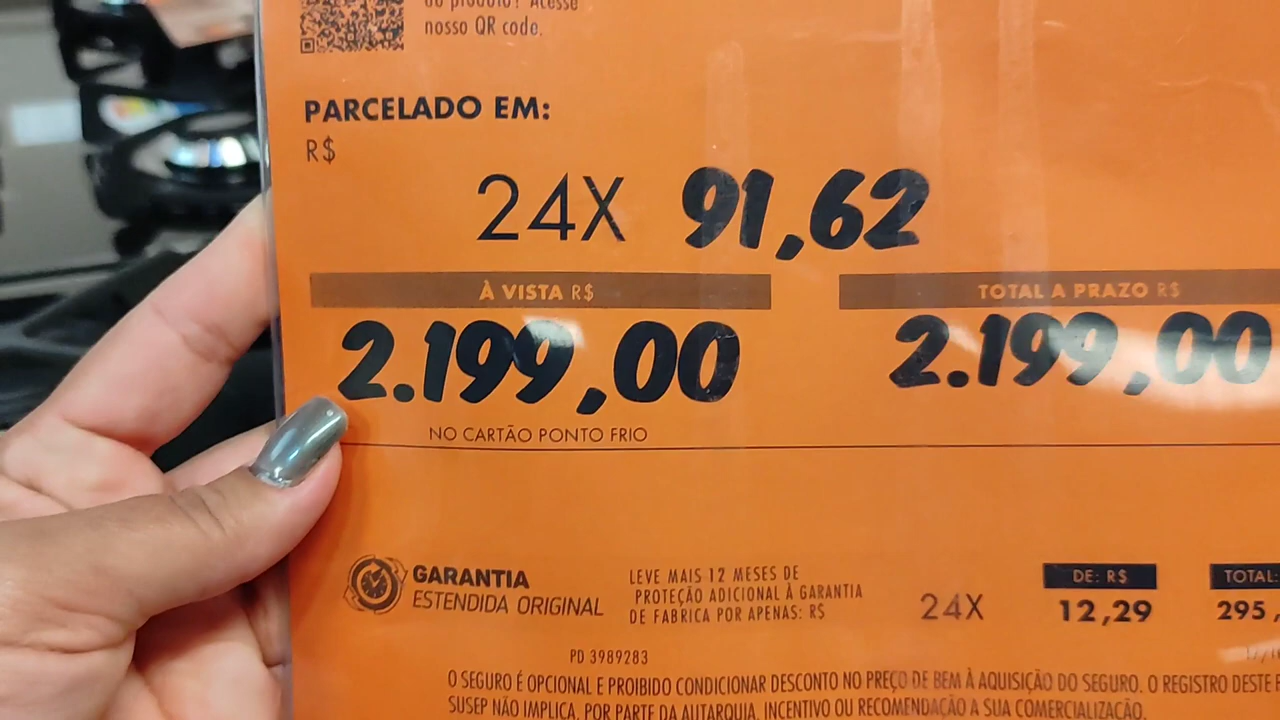 do produto? Acesse
nosso QR code.
PARCELADO EM:
R$
24X 91,62
À VISTA R$
2.199,00
NO CARTÃO PONTO FRIO
TOTAL A PRAZO R$
2.199,00
GARANTIA
ESTENDIDA ORIGINAL
LEVE MAIS 12 MESES DE
PROTEÇÃO ADICIONAL À GARANTIA
DE FABRICA POR APENAS: R$
24X
DE: R$
12,29
TOTAL:
295,
PD 3989283
O SEGURO É OPCIONAL E PROIBIDO CONDICIONAR DESCONTO NO PREÇO DE BEM À AQUISIÇÃO DO SEGURO. O REGISTRO DESTE
SUSEP NÃO IMPLICA, POR PARTE DA AUTARQUIA, INCENTIVO OU RECOMENDAÇÃO A SUA COMERCIALIZAÇÃO.